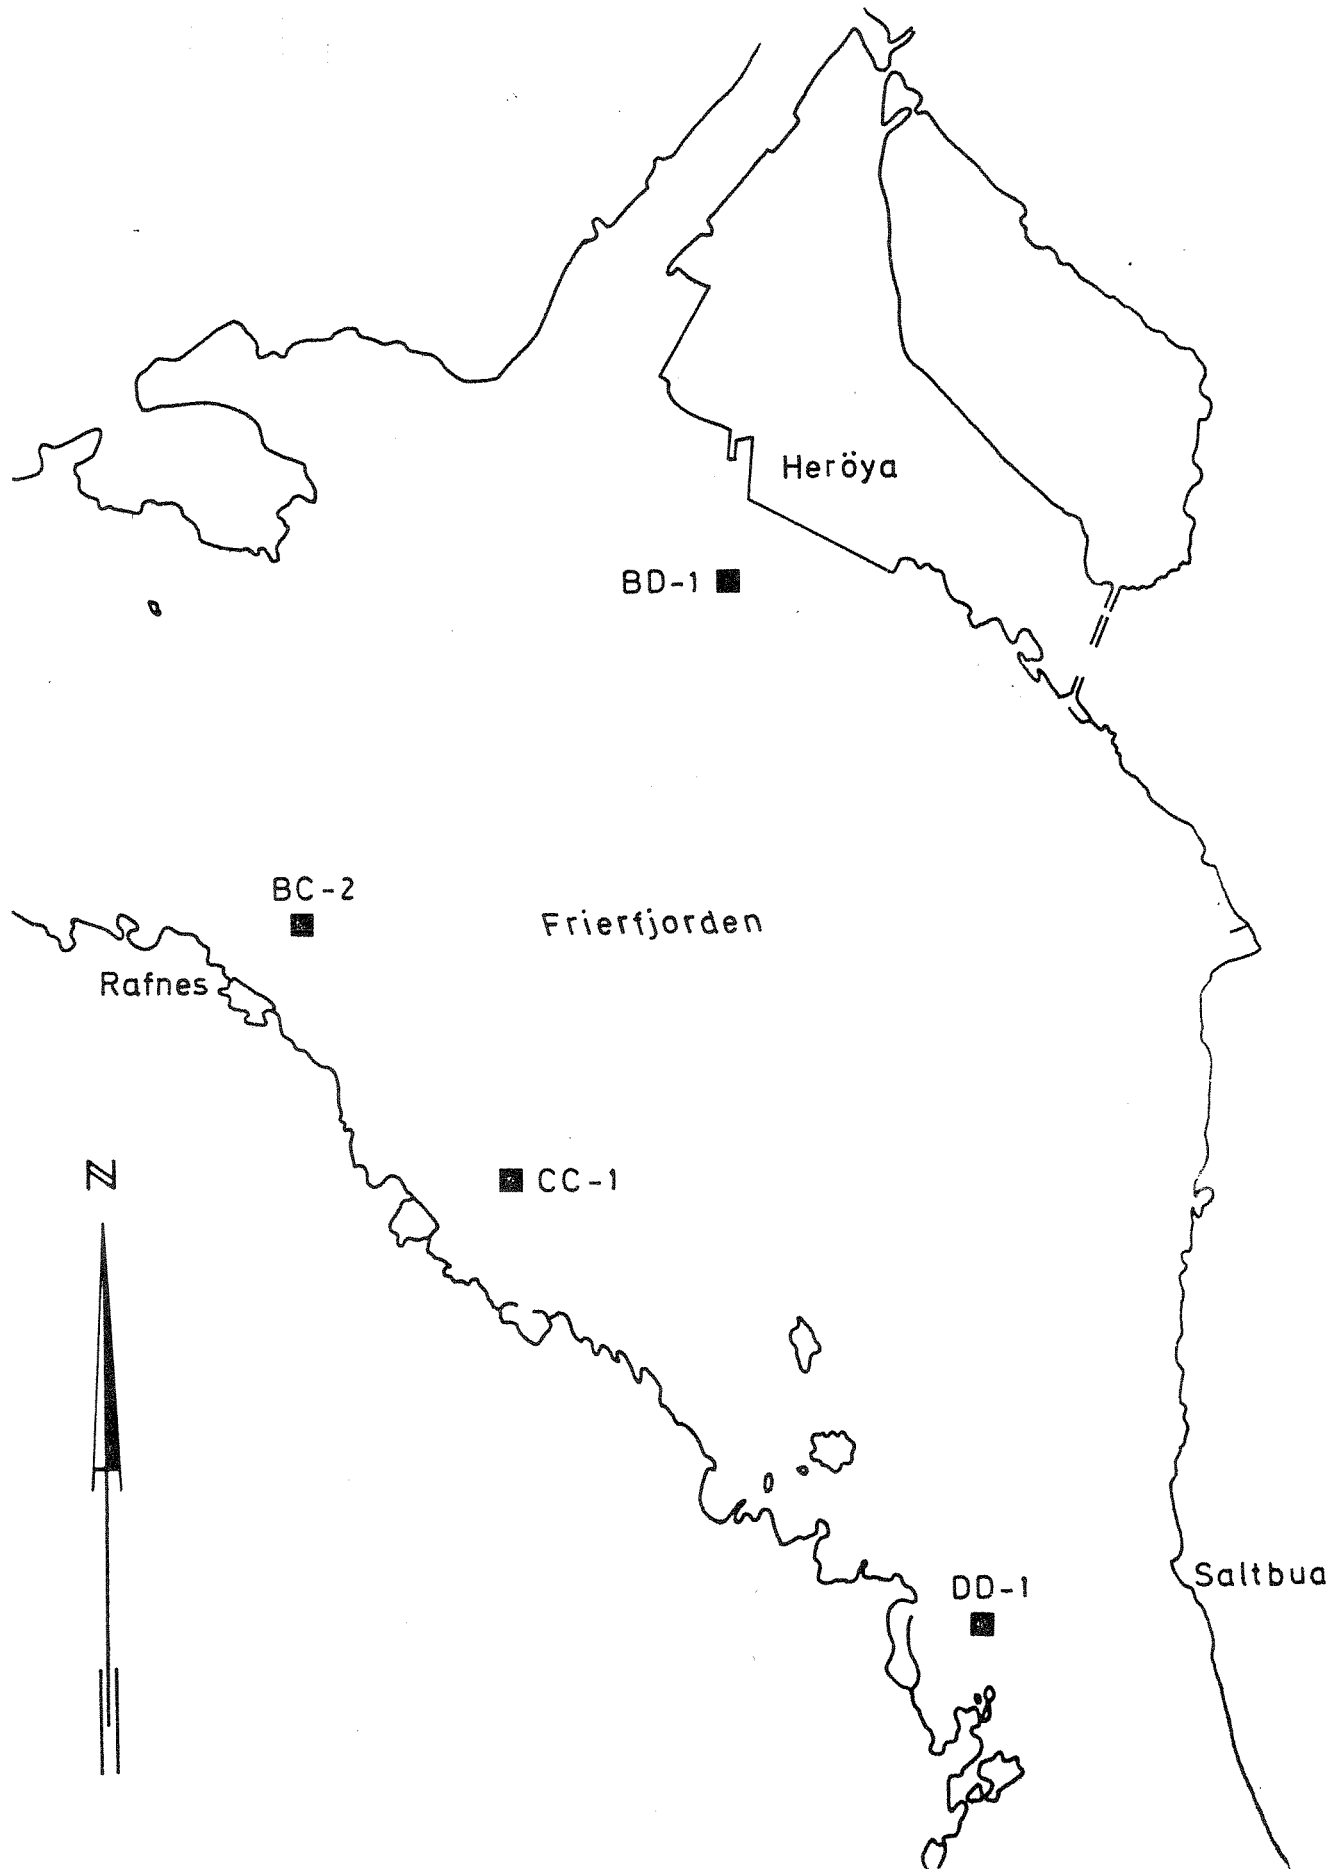 Heröya
BD-1
BC-2
Frierfjorden
Rafnes
N
CC-1
Saltbua
DD-1